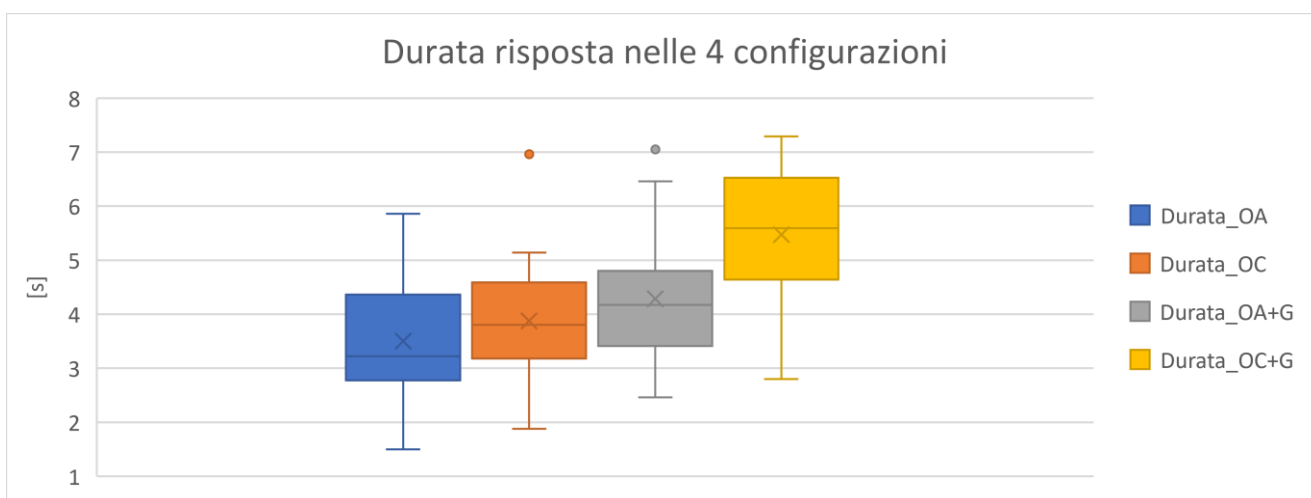 Durata risposta nelle 4 configurazioni
8
7
6
5
4
3
2
1
[s]
Durata_OA
Durata_OC
Durata_OA+G
Durata_OC+G